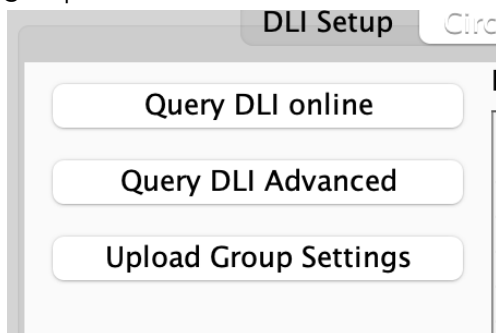 DLI Setup
Query DLI online
Query DLI Advanced
Upload Group Settings